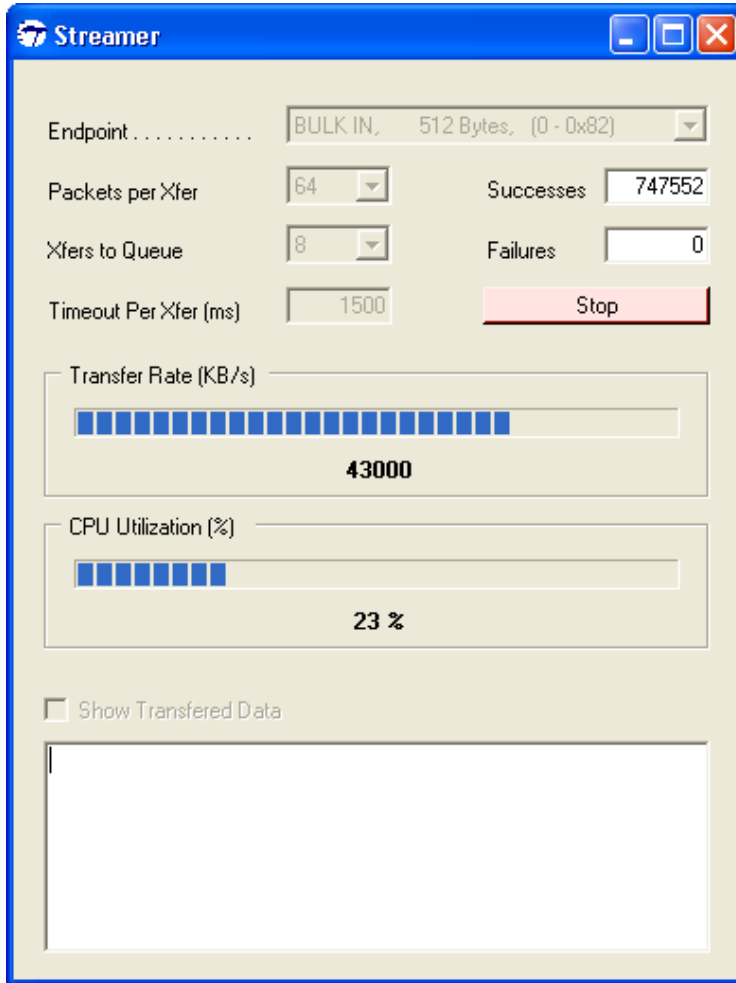 Streamer
Endpoint . . . . . . . . . . . BULK IN, 512 Bytes, (0 - 0x82)
Packets per Xfer 64 Successes 747552
Xfers to Queue 8 Failures 0
Timeout Per Xfer (ms) 1500 Stop
Transfer Rate (KB/s)
43000
CPU Utilization (%)
23 %
Show Transfered Data